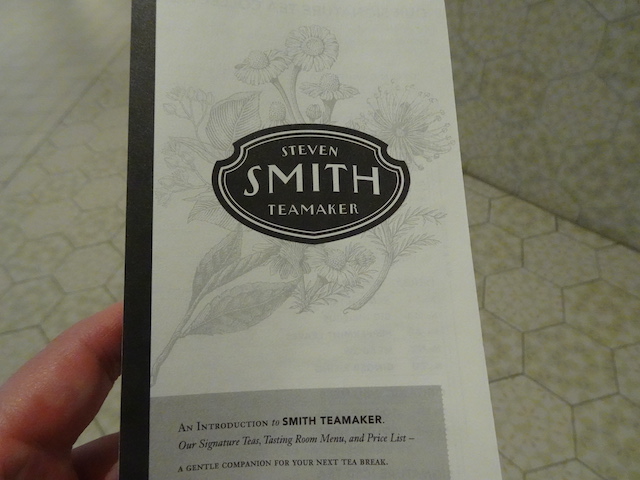 STEVEN
SMITH
TEAMAKER
AN INTRODUCTION to SMITH TEAMAKER.
Our Signature Teas, Tasting Room Menu, and Price List –
A GENTLE COMPANION FOR YOUR NEXT TEA BREAK.